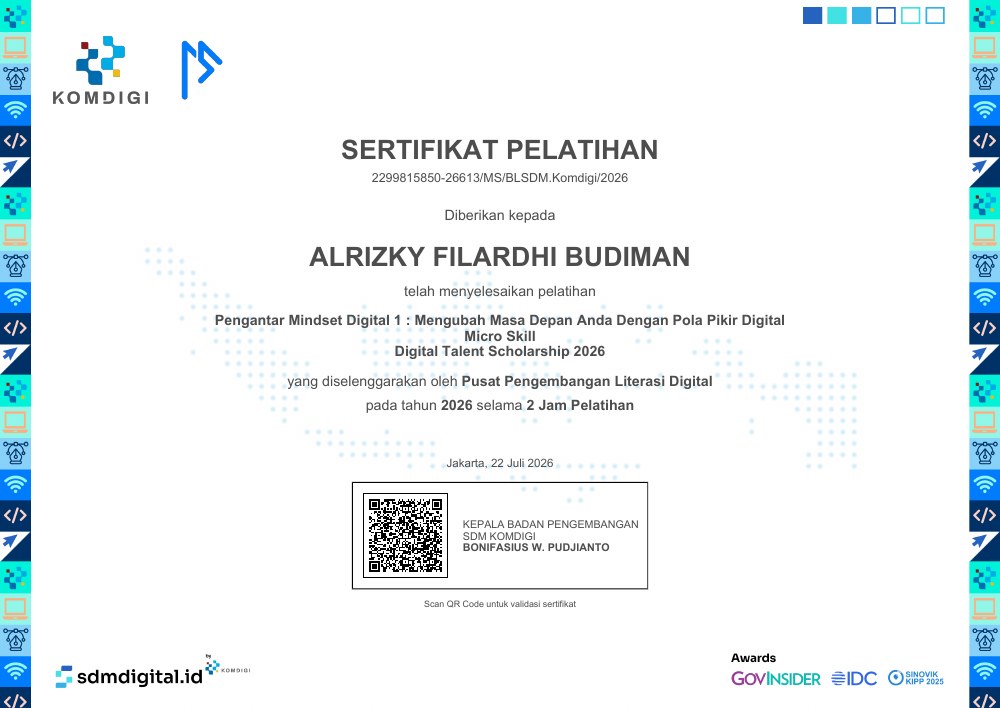 KOMDIGI
SERTIFIKAT PELATIHAN
2299815850-26613/MS/BLSDM.Komdigi/2026
Diberikan kepada
ALRIZKY FILARDHI BUDIMAN
telah menyelesaikan pelatihan
Pengantar Mindset Digital 1 : Mengubah Masa Depan Anda Dengan Pola Pikir Digital
Micro Skill
Digital Talent Scholarship 2026
yang diselenggarakan oleh Pusat Pengembangan Literasi Digital
pada tahun 2026 selama 2 Jam Pelatihan
Jakarta, 22 Juli 2026
KEPALA BADAN PENGEMBANGAN
SDM KOMDIGI
BONIFASIUS W. PUDJIANTO
Scan QR Code untuk validasi sertifikat
sdmdigital.id
by
KOMDIGI
Awards
GOVINSIDER
IDC
SINOVIK
KIPP 2025